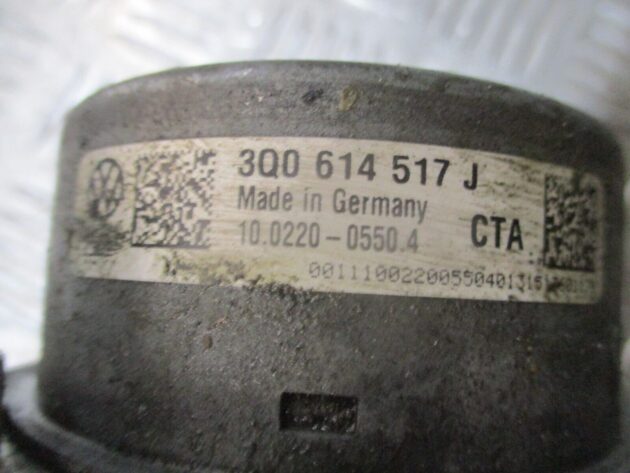 3Q0 614 517 J
Made in Germany
10.0220-0550.4
CTA